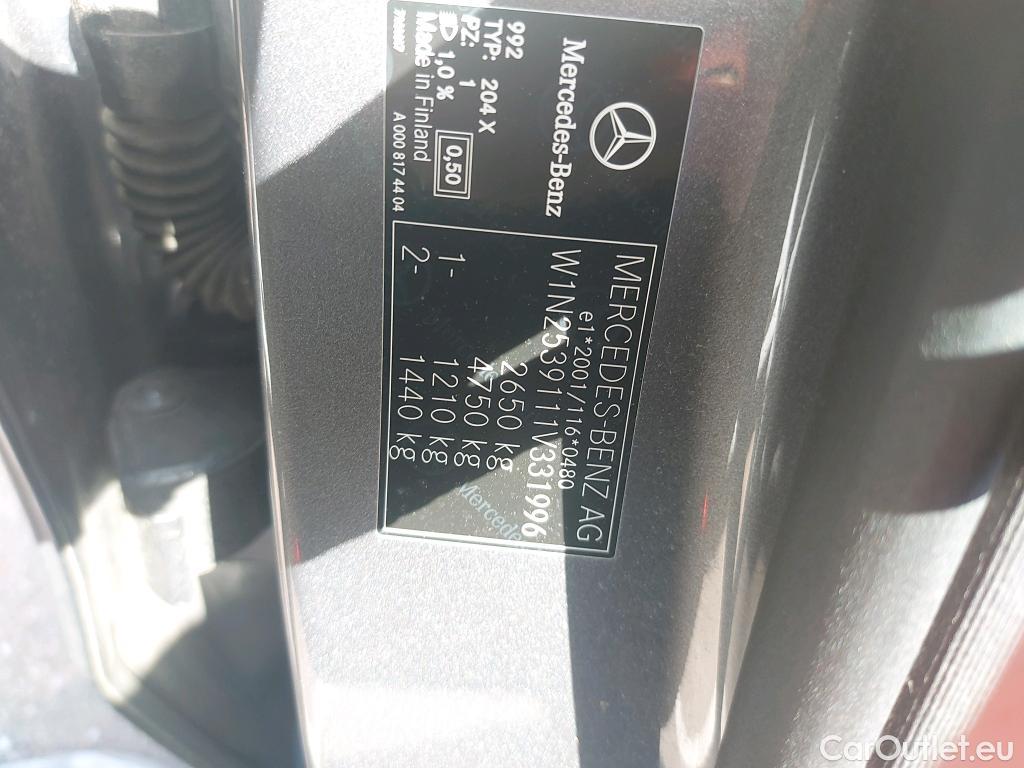 Mercedes-Benz
992
TYP: 204 X
PZ: 1
1,0 %
0,50
Made in Finland
A 000 817 44 04
MERCEDES-BENZ AG
e1*2001/116*0480
W1N2539111V331996
2650 kg
4750 kg
1- 1210 kg
2- 1440 kg
Mercedes
CarOutlet.eu